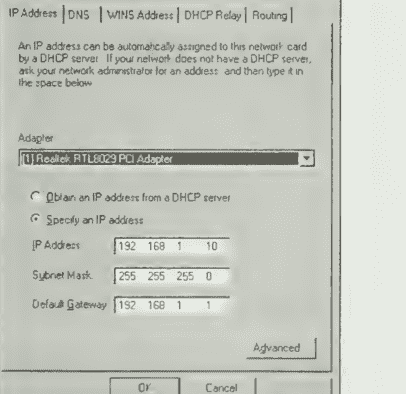 IP Address DNS WINS Address DHCP Relay Routing
An IP address can be automatically assigned to this network card
by a DHCP server If your network does not have a DHCP server,
ask your network administrator for an address and then type it in
the space below
Adapter
[1] Realtek RTL8029 PCI Adapter
Obtain an IP address from a DHCP server
Specify an IP address
IP Address 192 168 1 10
Subnet Mask 255 255 255 0
Default Gateway 192 168 1 1
Advanced
OK Cancel